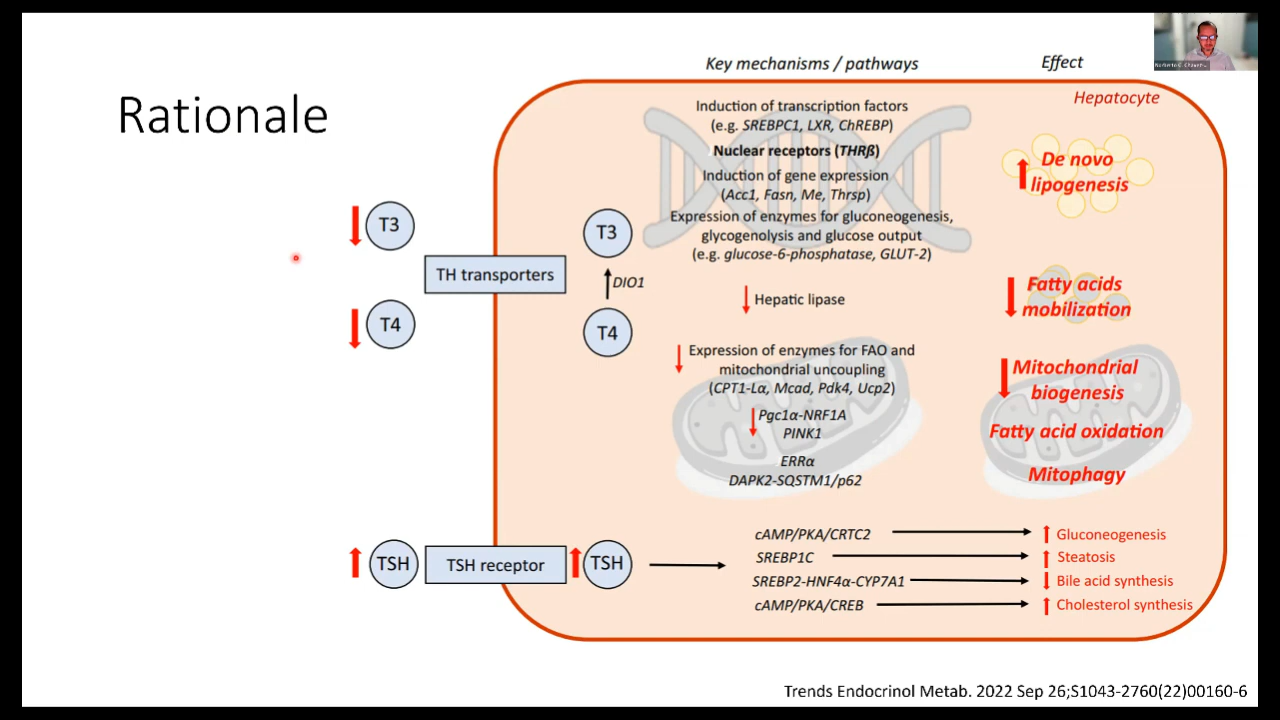 Key mechanisms / pathways
Effect
Rationale
Hepatocyte
Induction of transcription factors
(e.g. SREBPC1, LXR, ChREBP)
Nuclear receptors (THRß)
Induction of gene expression
(Acc1, Fasn, Me, Thrsp)
Expression of enzymes for gluconeogenesis,
glycogenolysis and glucose output
(e.g. glucose-6-phosphatase, GLUT-2)
De novo
lipogenesis
T3
T3
TH transporters
DIO1
T4
T4
Hepatic lipase
Fatty acids
mobilization
Expression of enzymes for FAO and
mitochondrial uncoupling
(CPT1-Lα, Mcad, Pdk4, Ucp2)
Pgc1α-NRF1A
PINK1
ERRα
DAPK2-SQSTM1/p62
Mitochondrial
biogenesis
Fatty acid oxidation
Mitophagy
TSH
TSH receptor
TSH
cAMP/PKA/CRTC2
Gluconeogenesis
SREBP1C
Steatosis
SREBP2-HNF4α-CYP7A1
Bile acid synthesis
cAMP/PKA/CREB
Cholesterol synthesis
Trends Endocrinol Metab. 2022 Sep 26;S1043-2760(22)00160-6